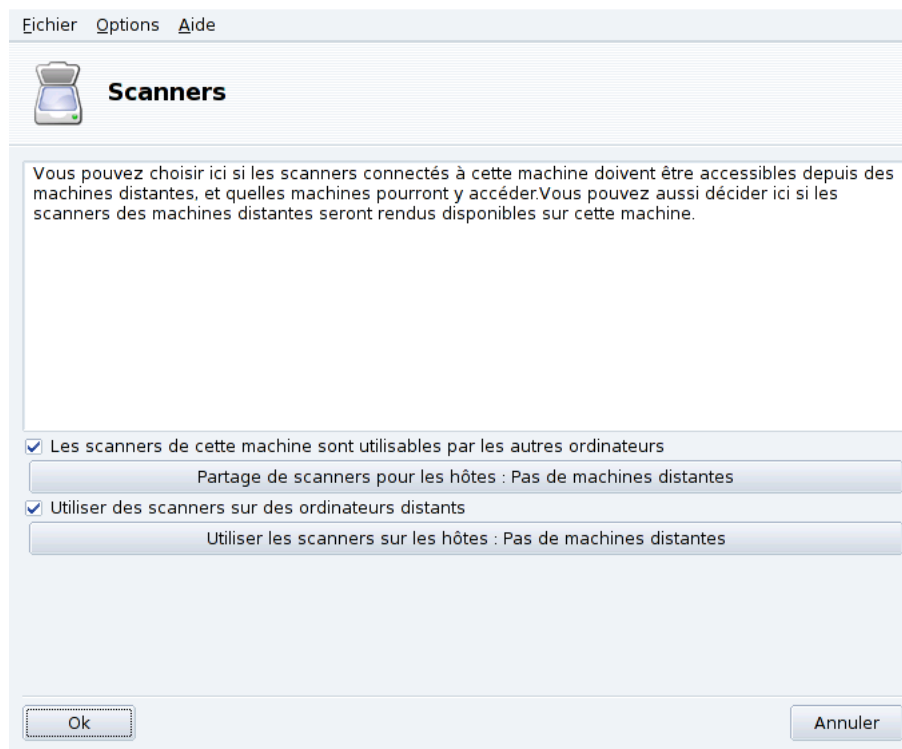 Fichier Options Aide
Scanners
Vous pouvez choisir ici si les scanners connectés à cette machine doivent être accessibles depuis des
machines distantes, et quelles machines pourront y accéder.Vous pouvez aussi décider ici si les
scanners des machines distantes seront rendus disponibles sur cette machine.
Les scanners de cette machine sont utilisables par les autres ordinateurs
Partage de scanners pour les hôtes : Pas de machines distantes
Utiliser des scanners sur des ordinateurs distants
Utiliser les scanners sur les hôtes : Pas de machines distantes
Ok Annuler